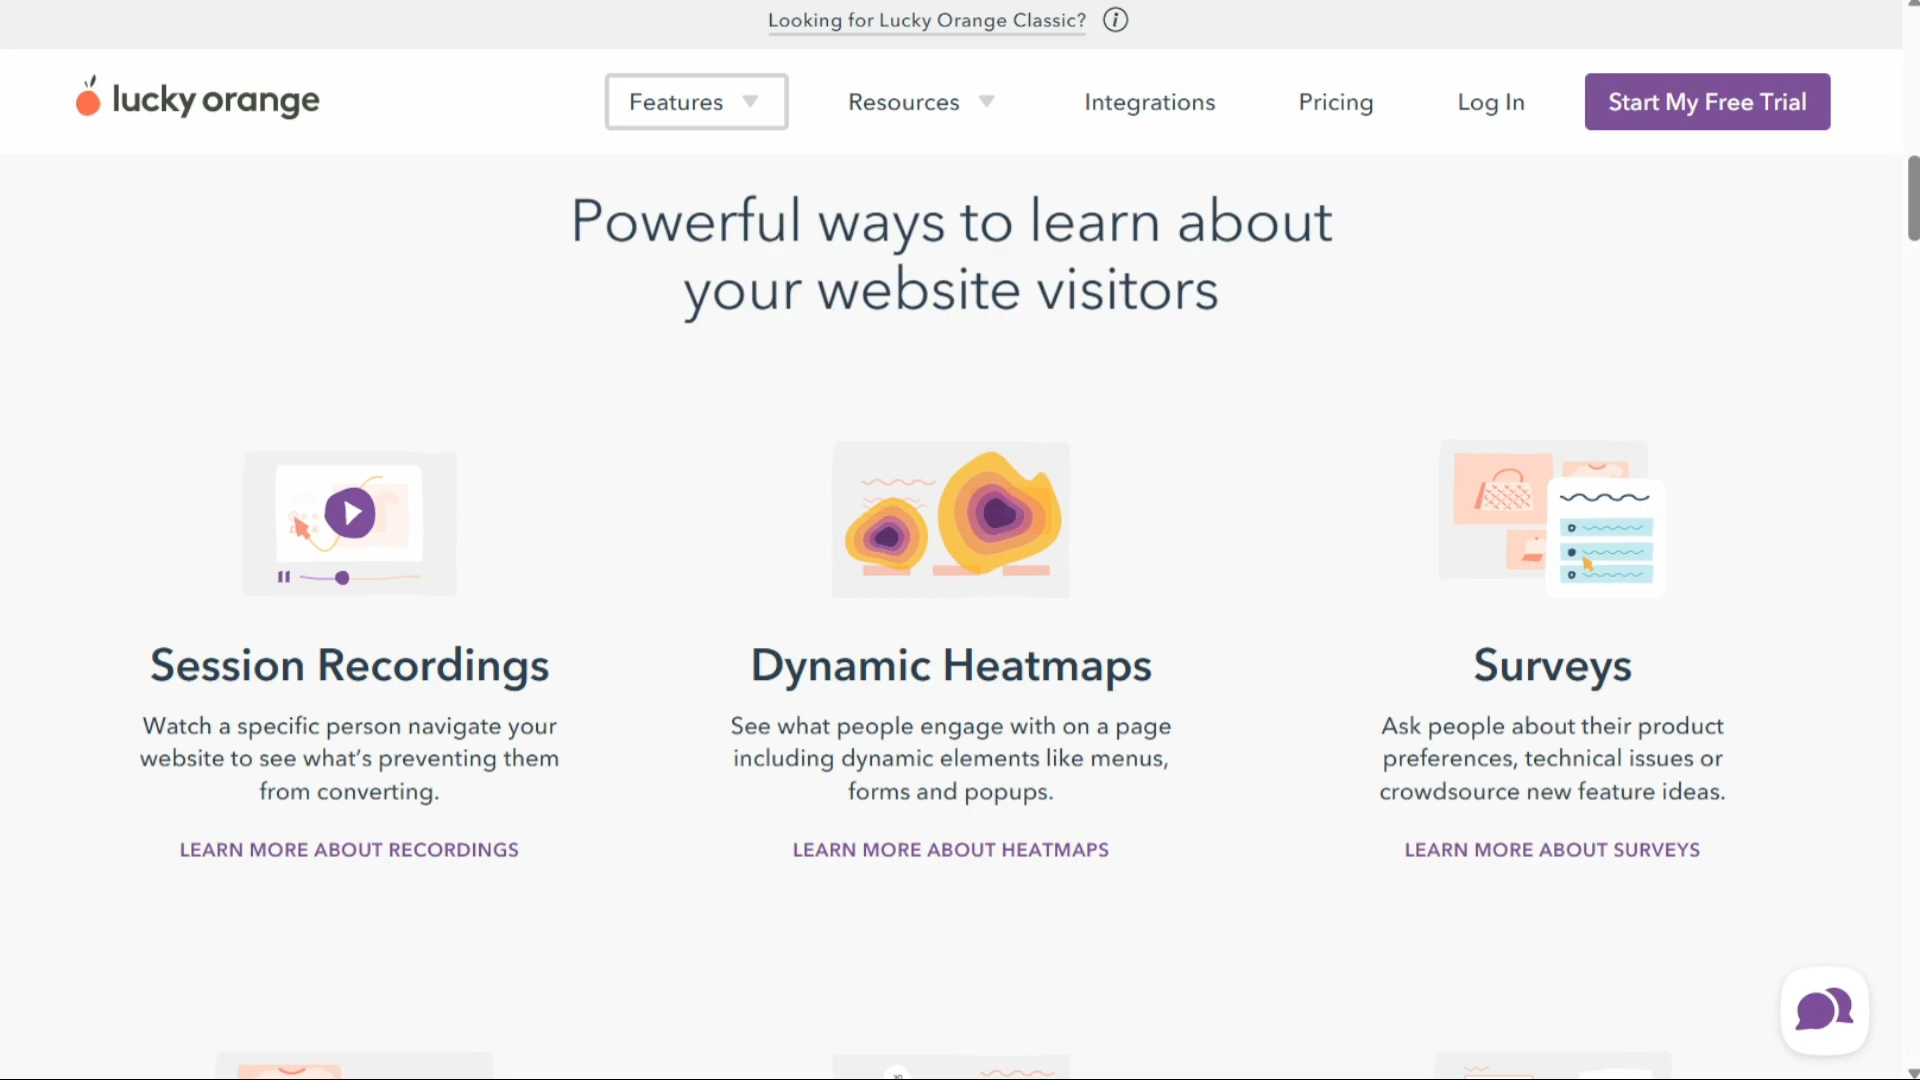 Looking for Lucky Orange Classic? i
lucky orange
Features
Resources
Integrations
Pricing
Log In
Start My Free Trial
Powerful ways to learn about
your website visitors
Session Recordings
Watch a specific person navigate your
website to see what’s preventing them
from converting.
LEARN MORE ABOUT RECORDINGS
Dynamic Heatmaps
See what people engage with on a page
including dynamic elements like menus,
forms and popups.
LEARN MORE ABOUT HEATMAPS
Surveys
Ask people about their product
preferences, technical issues or
crowdsource new feature ideas.
LEARN MORE ABOUT SURVEYS